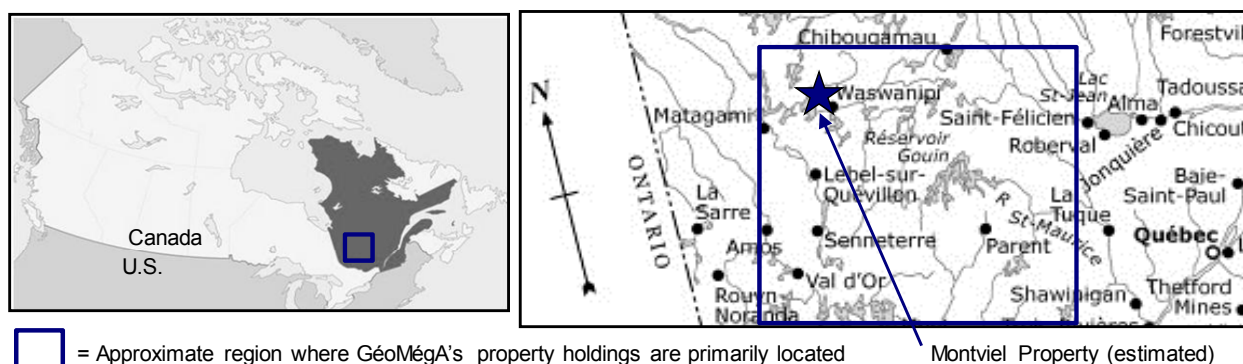 Canada
U.S.
Chibougamau
Forestvil
N
Waswanipi
Lac
St-Jean
Tadoussa
Alma
Matagami
Saint-Félicien
Chicout
Réservoir
Gouin
Roberval
Jonquière
ONTARIO
Lebel-sur-
Quévillon
Baie-
Saint-Paul
La
Sarre
La
Tuque
R
St-Maurice
Amos
Senneterre
Parent
Québec
L
Val d'Or
Rouyn-
Noranda
Shawinigan
Thetford
Mines
= Approximate region where GéoMégA's property holdings are primarily located
Montviel Property (estimated)